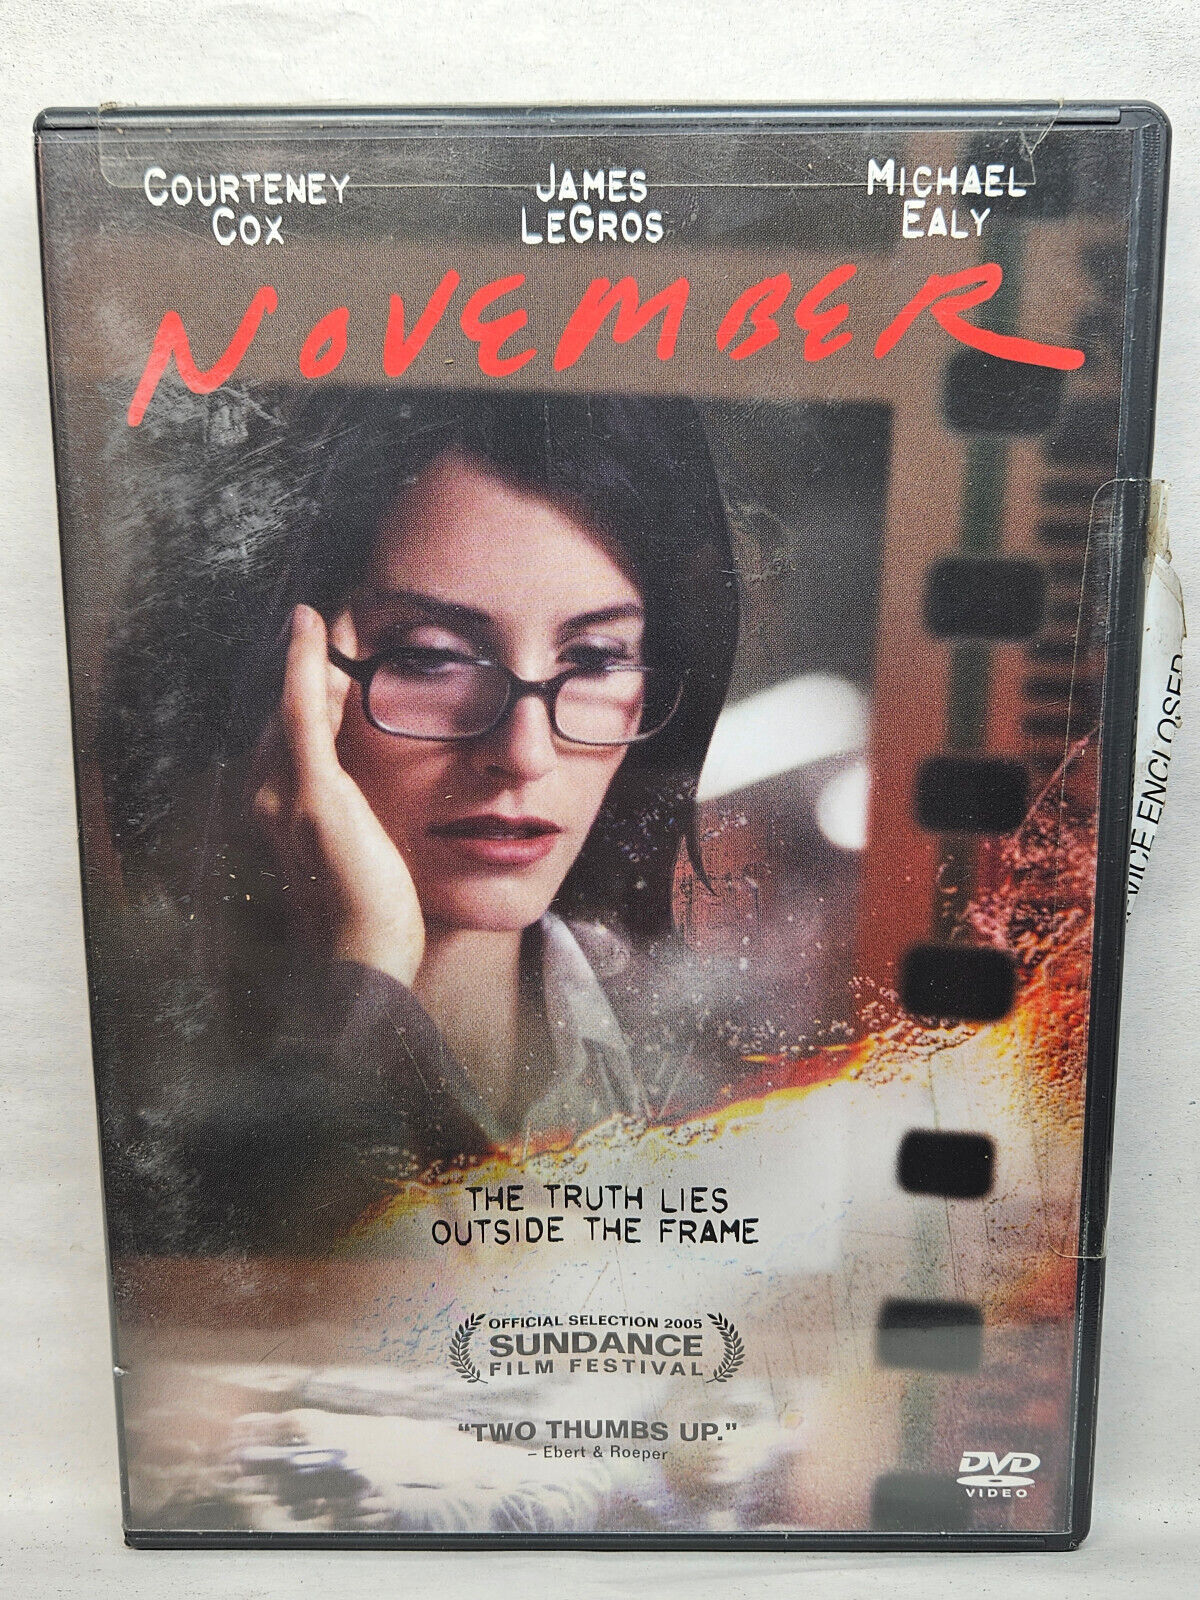 COURTENEY
COX
JAMES
LEGROS
MICHAEL
EALY
NOVEMBER
THE TRUTH LIES
OUTSIDE THE FRAME
OFFICIAL SELECTION 2005
SUNDANCE
FILM FESTIVAL
“TWO THUMBS UP.”
– Ebert & Roeper
DVD
VIDEO
ENCLOSED